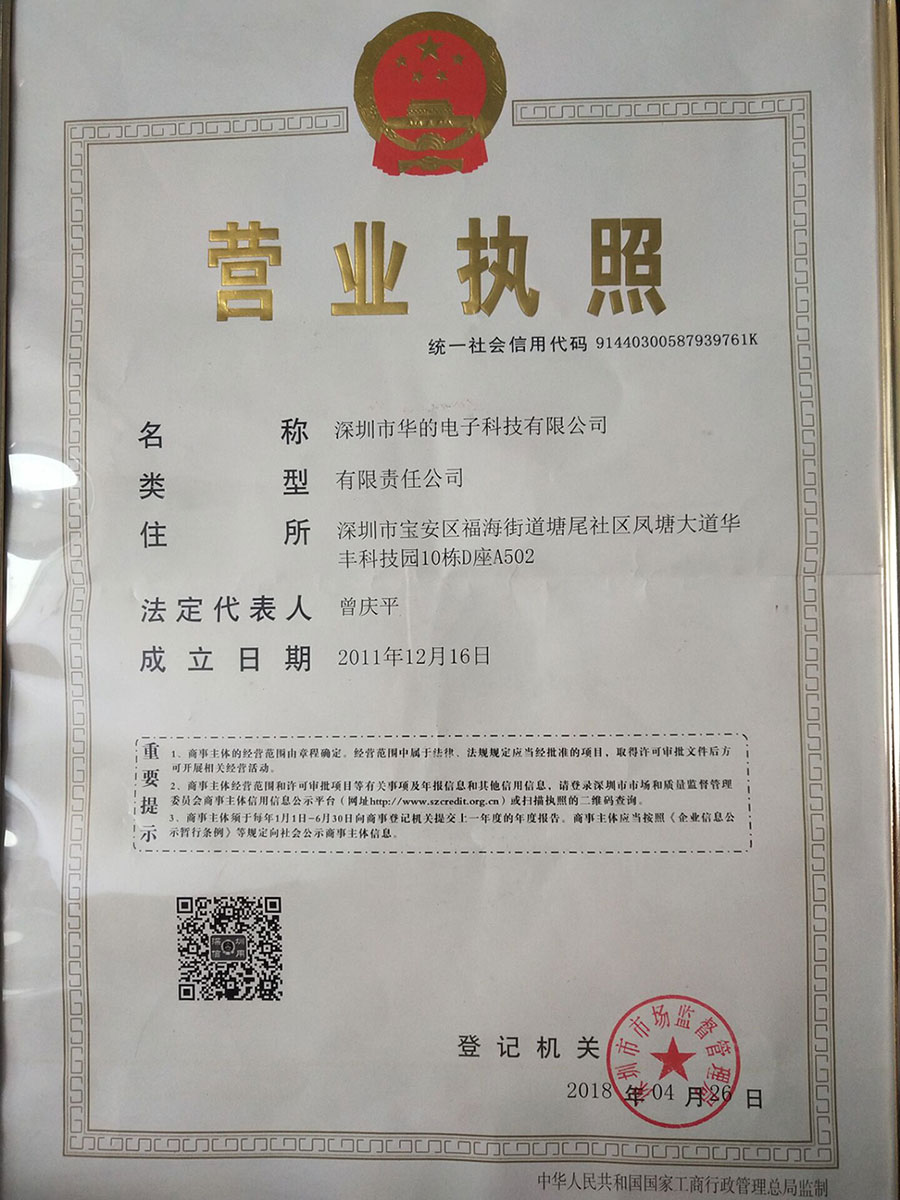 营业执照
统一社会信用代码 91440300587939761K
名称 深圳市华的电子科技有限公司
类型 有限责任公司
住所 深圳市宝安区福海街道塘尾社区凤塘大道华
丰科技园10栋D座A502
法定代表人 曾庆平
成立日期 2011年12月16日
重要提示
1、商事主体的经营范围由章程确定。经营范围中属于法律、法规规定应当经批准的项目，取得许可审批文件后方
可开展相关经营活动。
2、商事主体经营范围和许可审批项目等有关事项及年报信息和其他信用信息，请登录深圳市市场和质量监督管理
委员会商事主体信用信息公示平台（网址http://www.szcredit.org.cn）或扫描执照的二维码查询。
3、商事主体须于每年1月1日-6月30日向商事登记机关提交上一年度的年度报告。商事主体应当按照《企业信息公
示暂行条例》等规定向社会公示商事主体信息。
深圳
信用
登记机关
深圳市市场监督管理局
2018 年 04 月 26 日
中华人民共和国国家工商行政管理总局监制